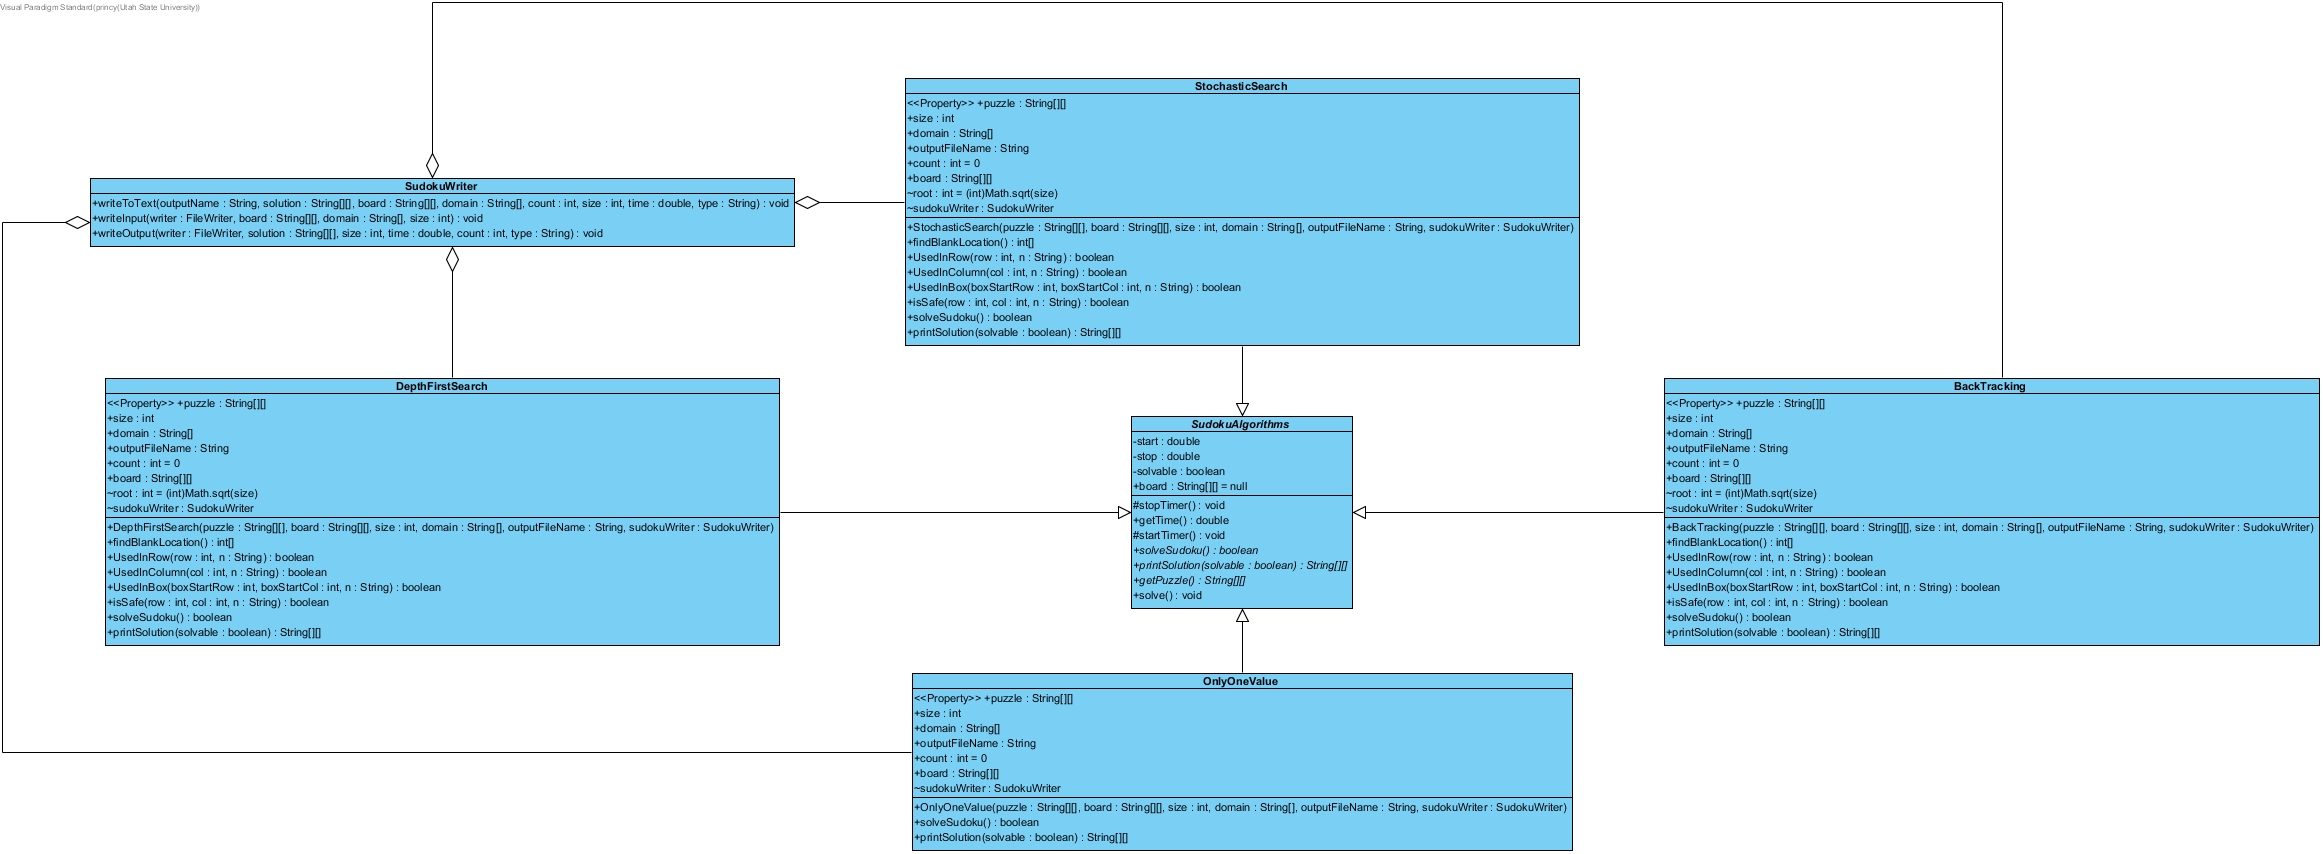 Visual Paradigm Standard(princy(Utah State University))
StochasticSearch
<<Property>> +puzzle : String[][]
+size : int
+domain : String[]
+outputFileName : String
+count : int = 0
+board : String[][]
~root : int = (int)Math.sqrt(size)
~sudokuWriter : SudokuWriter
+StochasticSearch(puzzle : String[][], board : String[][], size : int, domain : String[], outputFileName : String, sudokuWriter : SudokuWriter)
+findBlankLocation() : int[]
+UsedInRow(row : int, n : String) : boolean
+UsedInColumn(col : int, n : String) : boolean
+UsedInBox(boxStartRow : int, boxStartCol : int, n : String) : boolean
+isSafe(row : int, col : int, n : String) : boolean
+solveSudoku() : boolean
+printSolution(solvable : boolean) : String[][]
SudokuWriter
+writeToText(outputName : String, solution : String[][], board : String[][], domain : String[], count : int, size : int, time : double, type : String) : void
+writeInput(writer : FileWriter, board : String[][], domain : String[], size : int) : void
+writeOutput(writer : FileWriter, solution : String[][], size : int, time : double, count : int, type : String) : void
DepthFirstSearch
<<Property>> +puzzle : String[][]
+size : int
+domain : String[]
+outputFileName : String
+count : int = 0
+board : String[][]
~root : int = (int)Math.sqrt(size)
~sudokuWriter : SudokuWriter
+DepthFirstSearch(puzzle : String[][], board : String[][], size : int, domain : String[], outputFileName : String, sudokuWriter : SudokuWriter)
+findBlankLocation() : int[]
+UsedInRow(row : int, n : String) : boolean
+UsedInColumn(col : int, n : String) : boolean
+UsedInBox(boxStartRow : int, boxStartCol : int, n : String) : boolean
+isSafe(row : int, col : int, n : String) : boolean
+solveSudoku() : boolean
+printSolution(solvable : boolean) : String[][]
SudokuAlgorithms
-start : double
-stop : double
-solvable : boolean
+board : String[][] = null
#stopTimer() : void
+getTime() : double
#startTimer() : void
+solveSudoku() : boolean
+printSolution(solvable : boolean) : String[][]
+getPuzzle() : String[][]
+solve() : void
BackTracking
<<Property>> +puzzle : String[][]
+size : int
+domain : String[]
+outputFileName : String
+count : int = 0
+board : String[][]
~root : int = (int)Math.sqrt(size)
~sudokuWriter : SudokuWriter
+BackTracking(puzzle : String[][], board : String[][], size : int, domain : String[], outputFileName : String, sudokuWriter : SudokuWriter)
+findBlankLocation() : int[]
+UsedInRow(row : int, n : String) : boolean
+UsedInColumn(col : int, n : String) : boolean
+UsedInBox(boxStartRow : int, boxStartCol : int, n : String) : boolean
+isSafe(row : int, col : int, n : String) : boolean
+solveSudoku() : boolean
+printSolution(solvable : boolean) : String[][]
OnlyOneValue
<<Property>> +puzzle : String[][]
+size : int
+domain : String[]
+outputFileName : String
+count : int = 0
+board : String[][]
~sudokuWriter : SudokuWriter
+OnlyOneValue(puzzle : String[][], board : String[][], size : int, domain : String[], outputFileName : String, sudokuWriter : SudokuWriter)
+solveSudoku() : boolean
+printSolution(solvable : boolean) : String[][]